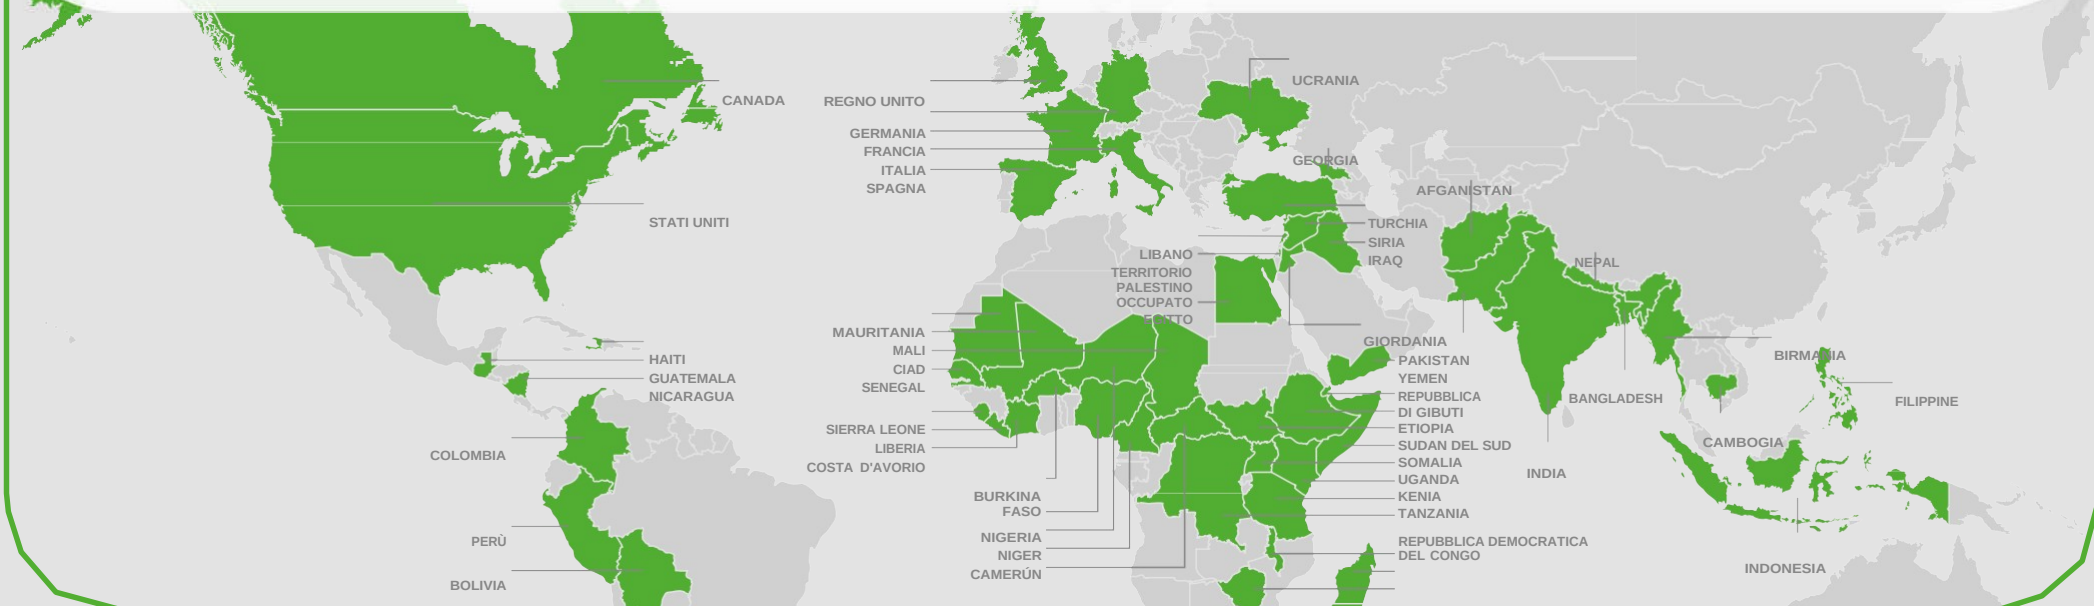 CANADA
STATI UNITI
HAITI
GUATEMALA
NICARAGUA
COLOMBIA
PERÙ
BOLIVIA
REGNO UNITO
GERMANIA
FRANCIA
ITALIA
SPAGNA
UCRANIA
GEORGIA
TURCHIA
SIRIA
IRAQ
LIBANO
TERRITORIO
PALESTINO
OCCUPATO
EGITTO
MAURITANIA
MALI
CIAD
SENEGAL
SIERRA LEONE
LIBERIA
COSTA D'AVORIO
BURKINA
FASO
NIGERIA
NIGER
CAMERÚN
GIORDANIA
PAKISTAN
YEMEN
REPUBBLICA
DI GIBUTI
ETIOPIA
SUDAN DEL SUD
SOMALIA
UGANDA
KENIA
TANZANIA
REPUBBLICA DEMOCRATICA
DEL CONGO
AFGANISTAN
NEPAL
BANGLADESH
INDIA
BIRMANIA
CAMBOGIA
FILIPPINE
INDONESIA